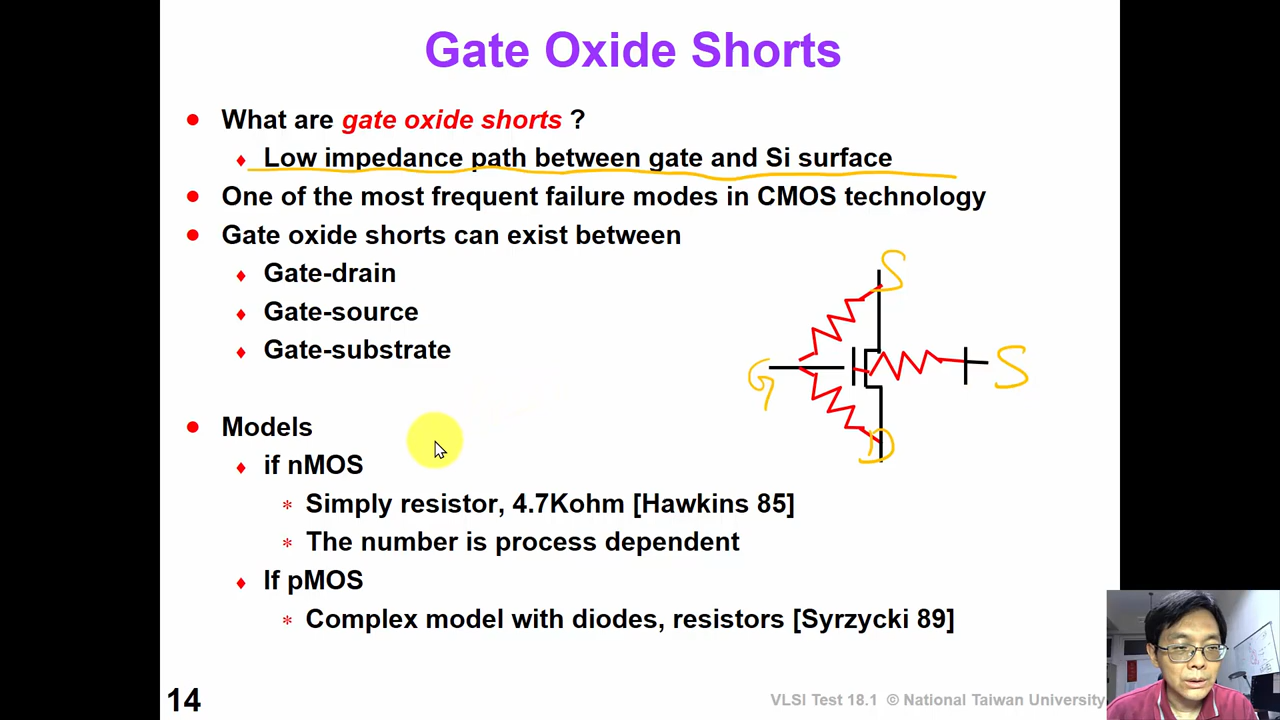 Gate Oxide Shorts
● What are gate oxide shorts ?
♦ Low impedance path between gate and Si surface
● One of the most frequent failure modes in CMOS technology
● Gate oxide shorts can exist between
♦ Gate-drain
♦ Gate-source
♦ Gate-substrate
S
G
S
D
● Models
♦ if nMOS
* Simply resistor, 4.7Kohm [Hawkins 85]
* The number is process dependent
♦ If pMOS
* Complex model with diodes, resistors [Syrzycki 89]
14
VLSI Test 18.1 © National Taiwan University